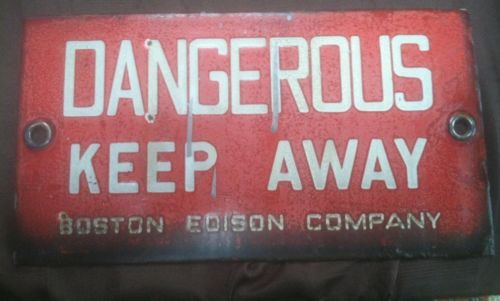 DANGEROUS
KEEP AWAY
BOSTON EDISON COMPANY